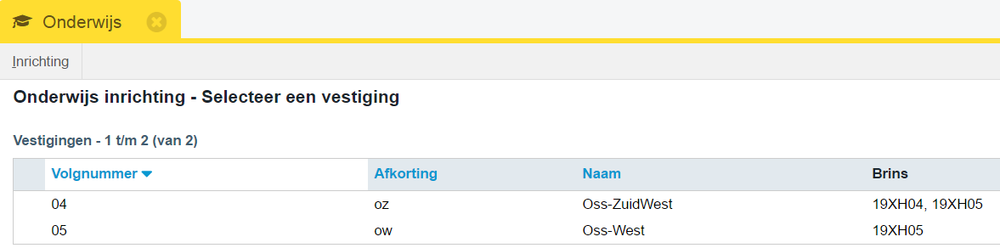 Onderwijs
Inrichting
Onderwijs inrichting - Selecteer een vestiging
Vestigingen - 1 t/m 2 (van 2)
Volgnummer Afkorting Naam Brins
04 oz Oss-ZuidWest 19XH04, 19XH05
05 ow Oss-West 19XH05